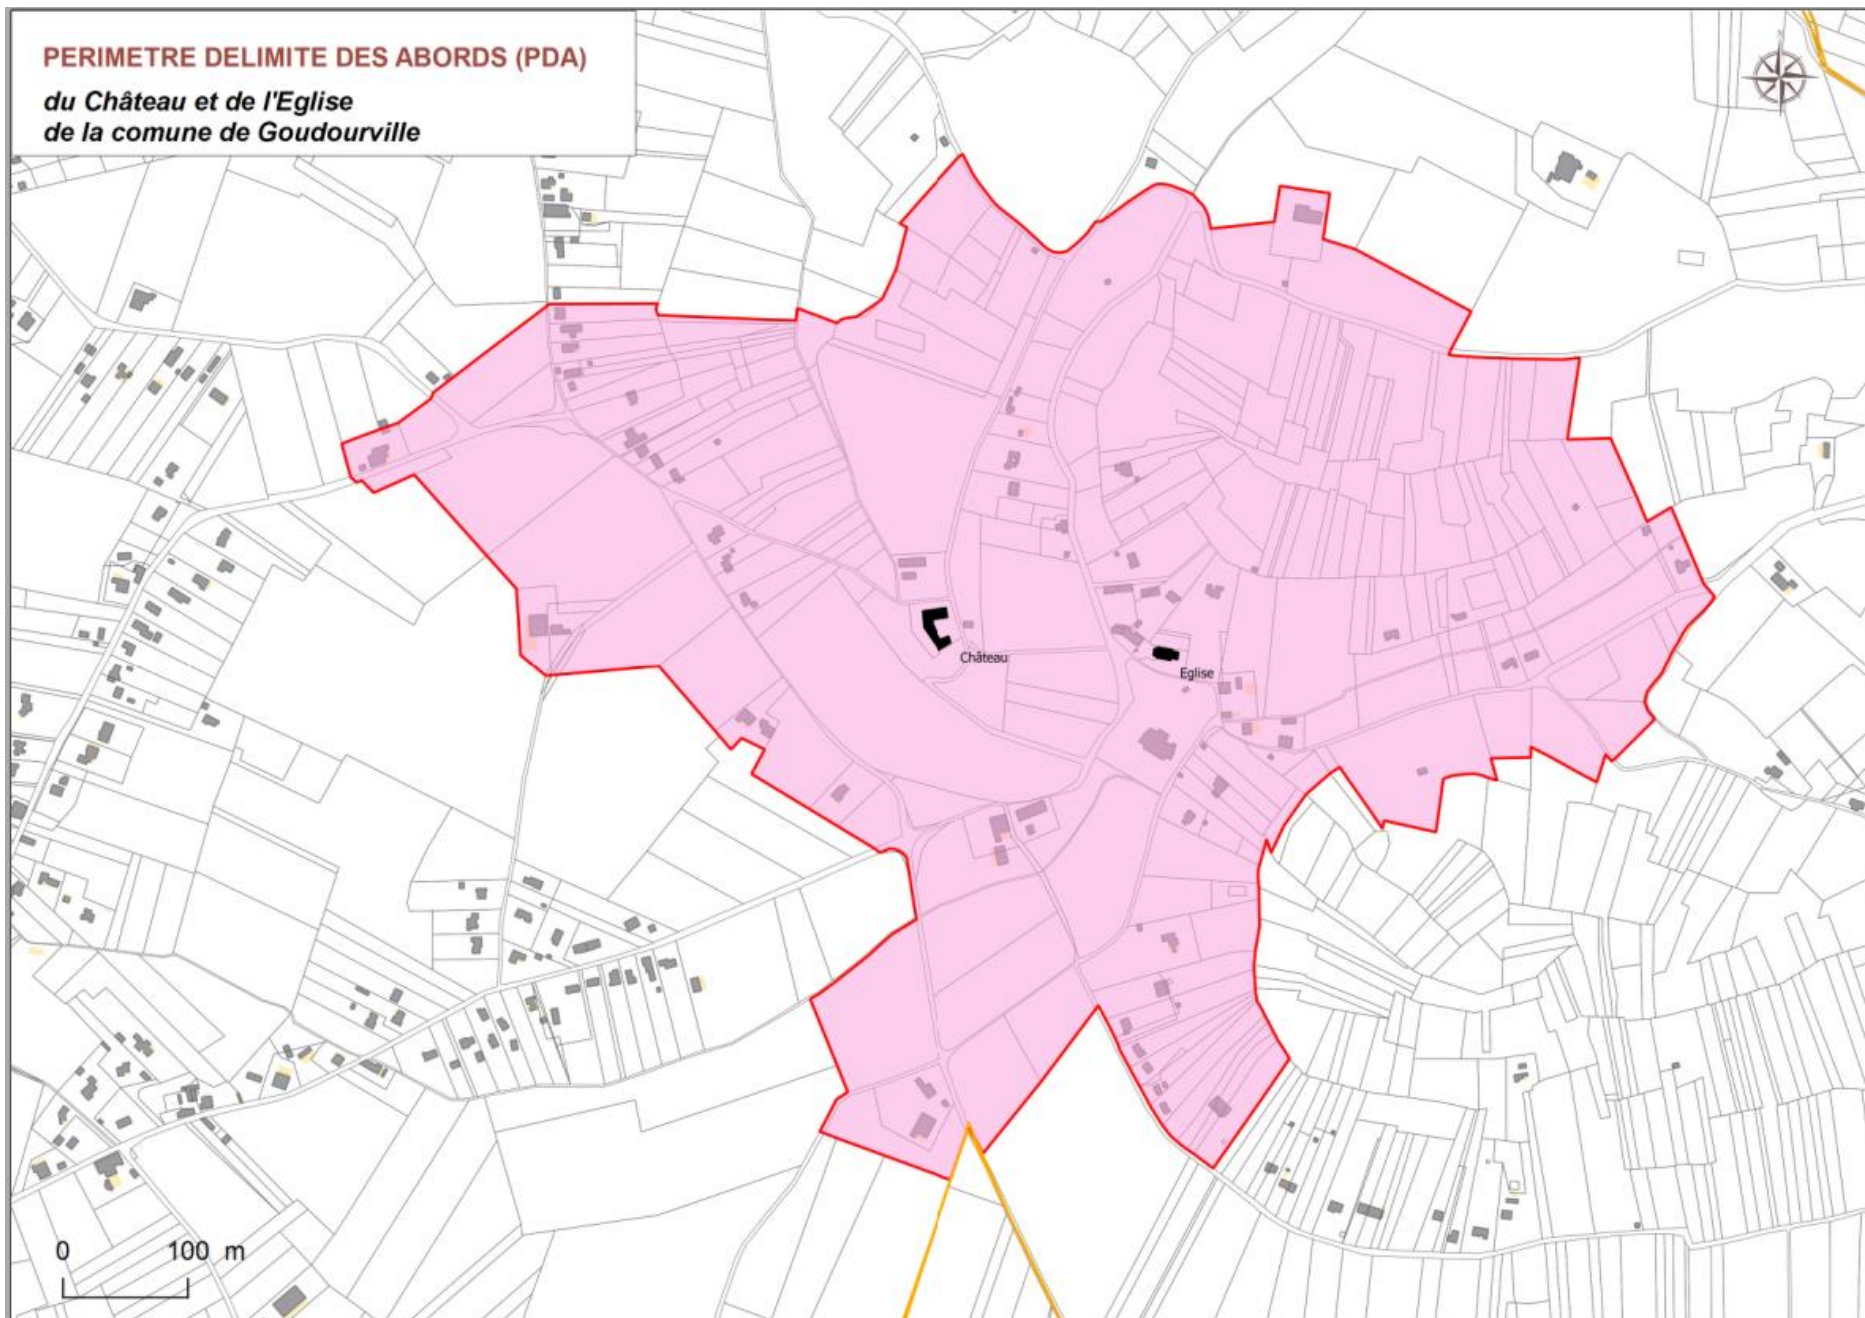 PERIMETRE DELIMITE DES ABORDS (PDA)
du Château et de l'Eglise
de la comune de Goudourville
Château
Eglise
0 100 m